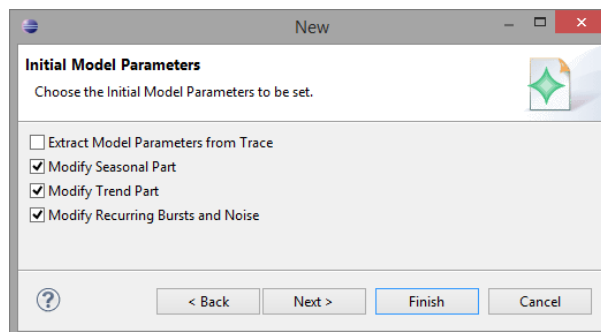 New
Initial Model Parameters
Choose the Initial Model Parameters to be set.
Extract Model Parameters from Trace
Modify Seasonal Part
Modify Trend Part
Modify Recurring Bursts and Noise
? < Back Next > Finish Cancel